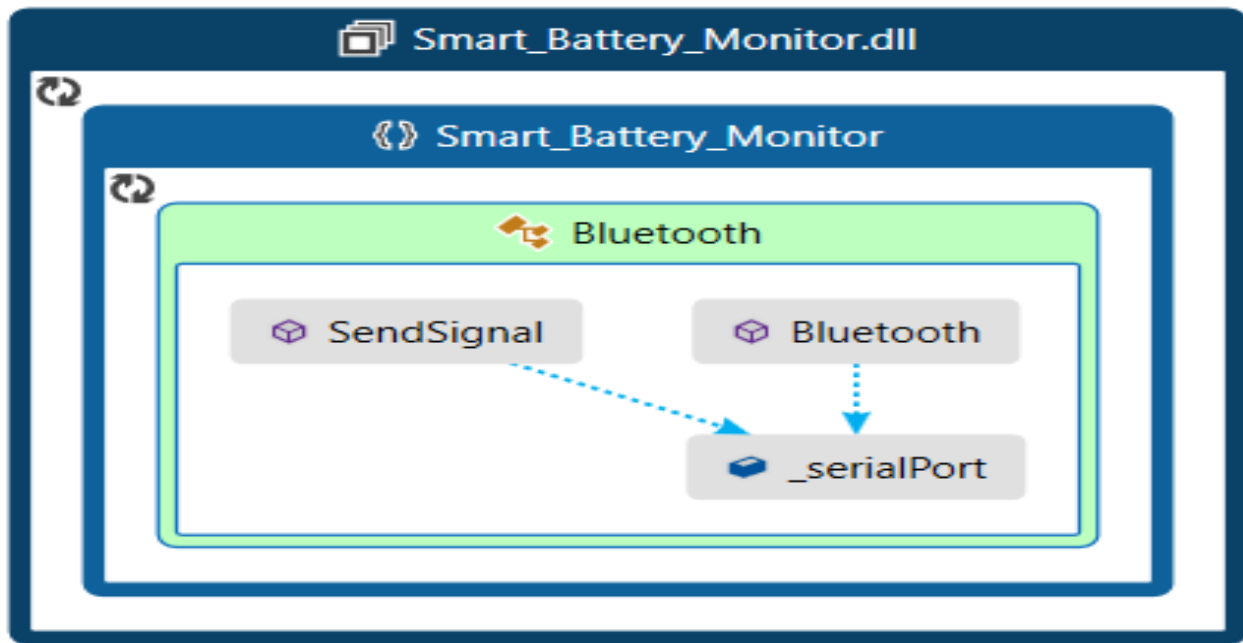 Smart_Battery_Monitor.dll
Smart_Battery_Monitor
Bluetooth
SendSignal
Bluetooth
_serialPort